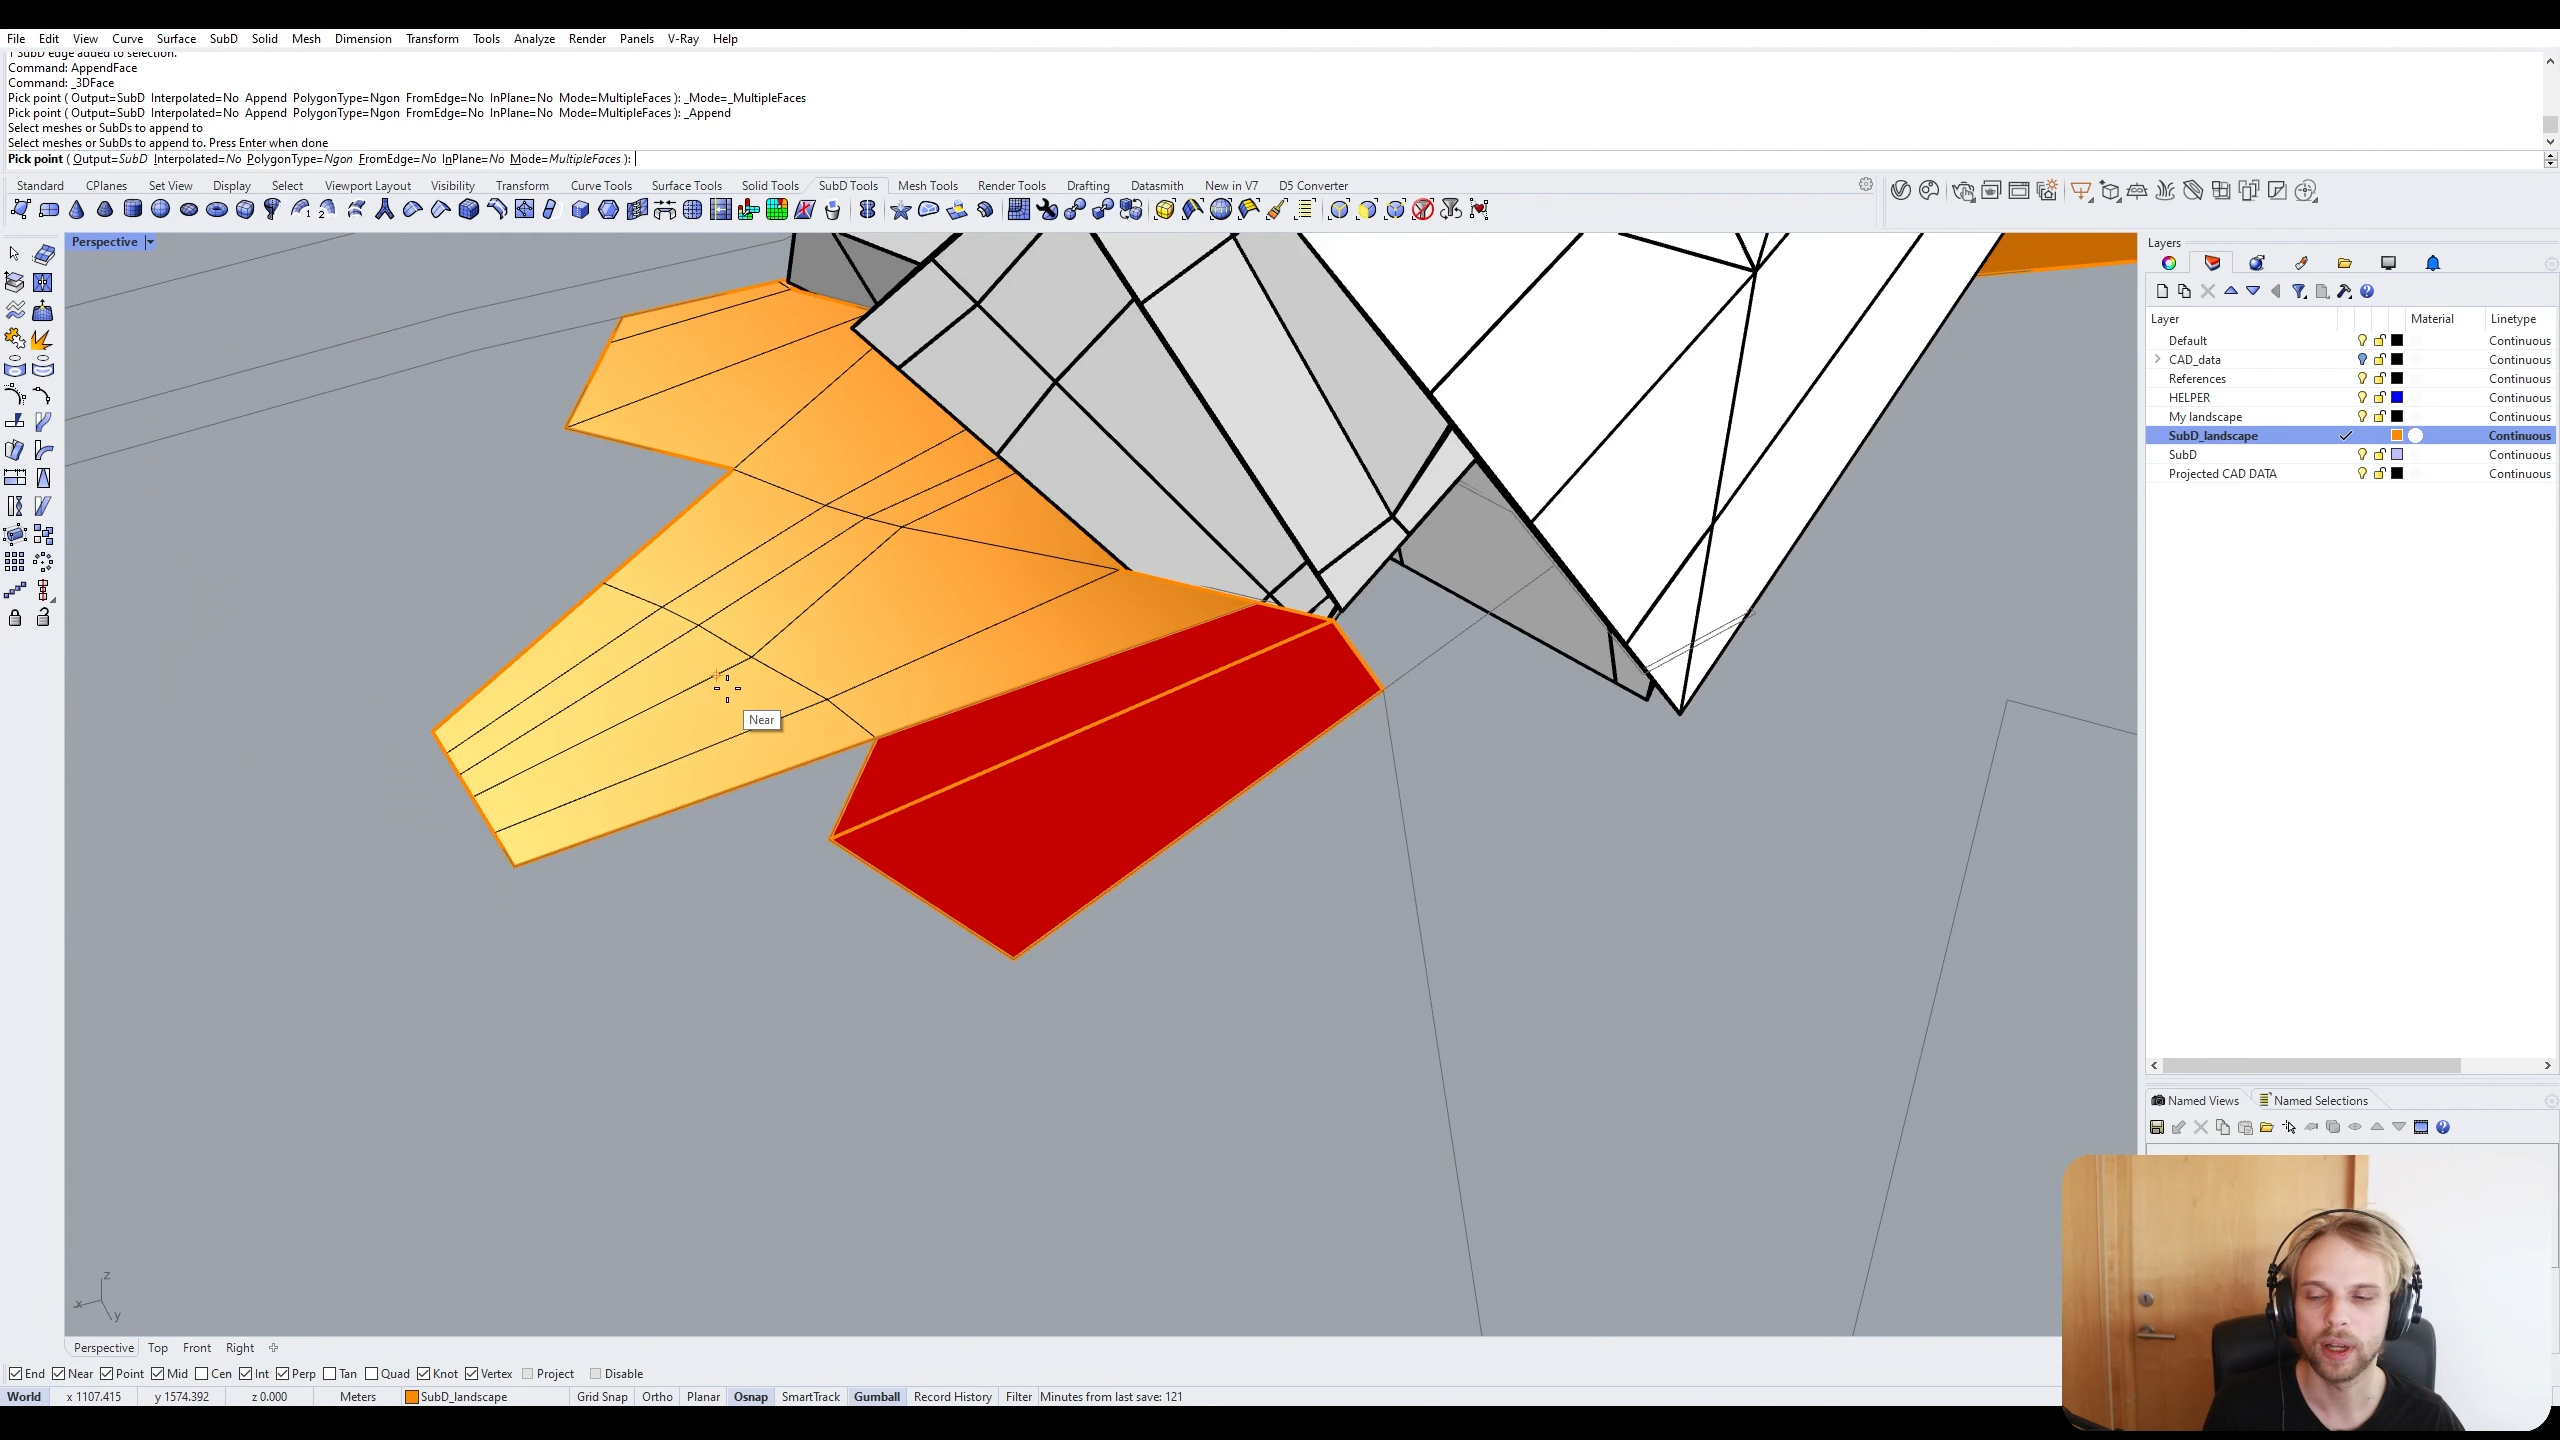 File Edit View Curve Surface SubD Solid Mesh Dimension Transform Tools Analyze Render Panels V-Ray Help
1 SubD edge added to selection.
Command: AppendFace
Command: _3DFace
Pick point ( Output=SubD Interpolated=No Append PolygonType=Ngon FromEdge=No InPlane=No Mode=MultipleFaces ): _Mode=_MultipleFaces
Pick point ( Output=SubD Interpolated=No Append PolygonType=Ngon FromEdge=No InPlane=No Mode=MultipleFaces ): _Append
Select meshes or SubDs to append to
Select meshes or SubDs to append to. Press Enter when done
Pick point ( Output=SubD Interpolated=No PolygonType=Ngon FromEdge=No InPlane=No Mode=MultipleFaces ):
Standard CPlanes Set View Display Select Viewport Layout Visibility Transform Curve Tools Surface Tools Solid Tools SubD Tools Mesh Tools Render Tools Drafting Datasmith New in V7 D5 Converter
Perspective
Layers
Layer Material Linetype
Default Continuous
CAD_data Continuous
References Continuous
HELPER Continuous
My landscape Continuous
SubD_landscape Continuous
SubD Continuous
Projected CAD DATA Continuous
Near
Named Views Named Selections
z
x
y
Perspective Top Front Right
End Near Point Mid Cen Int Perp Tan Quad Knot Vertex Project Disable
World x 1107.415 y 1574.392 z 0.000 Meters SubD_landscape Grid Snap Ortho Planar Osnap SmartTrack Gumball Record History Filter Minutes from last save: 121